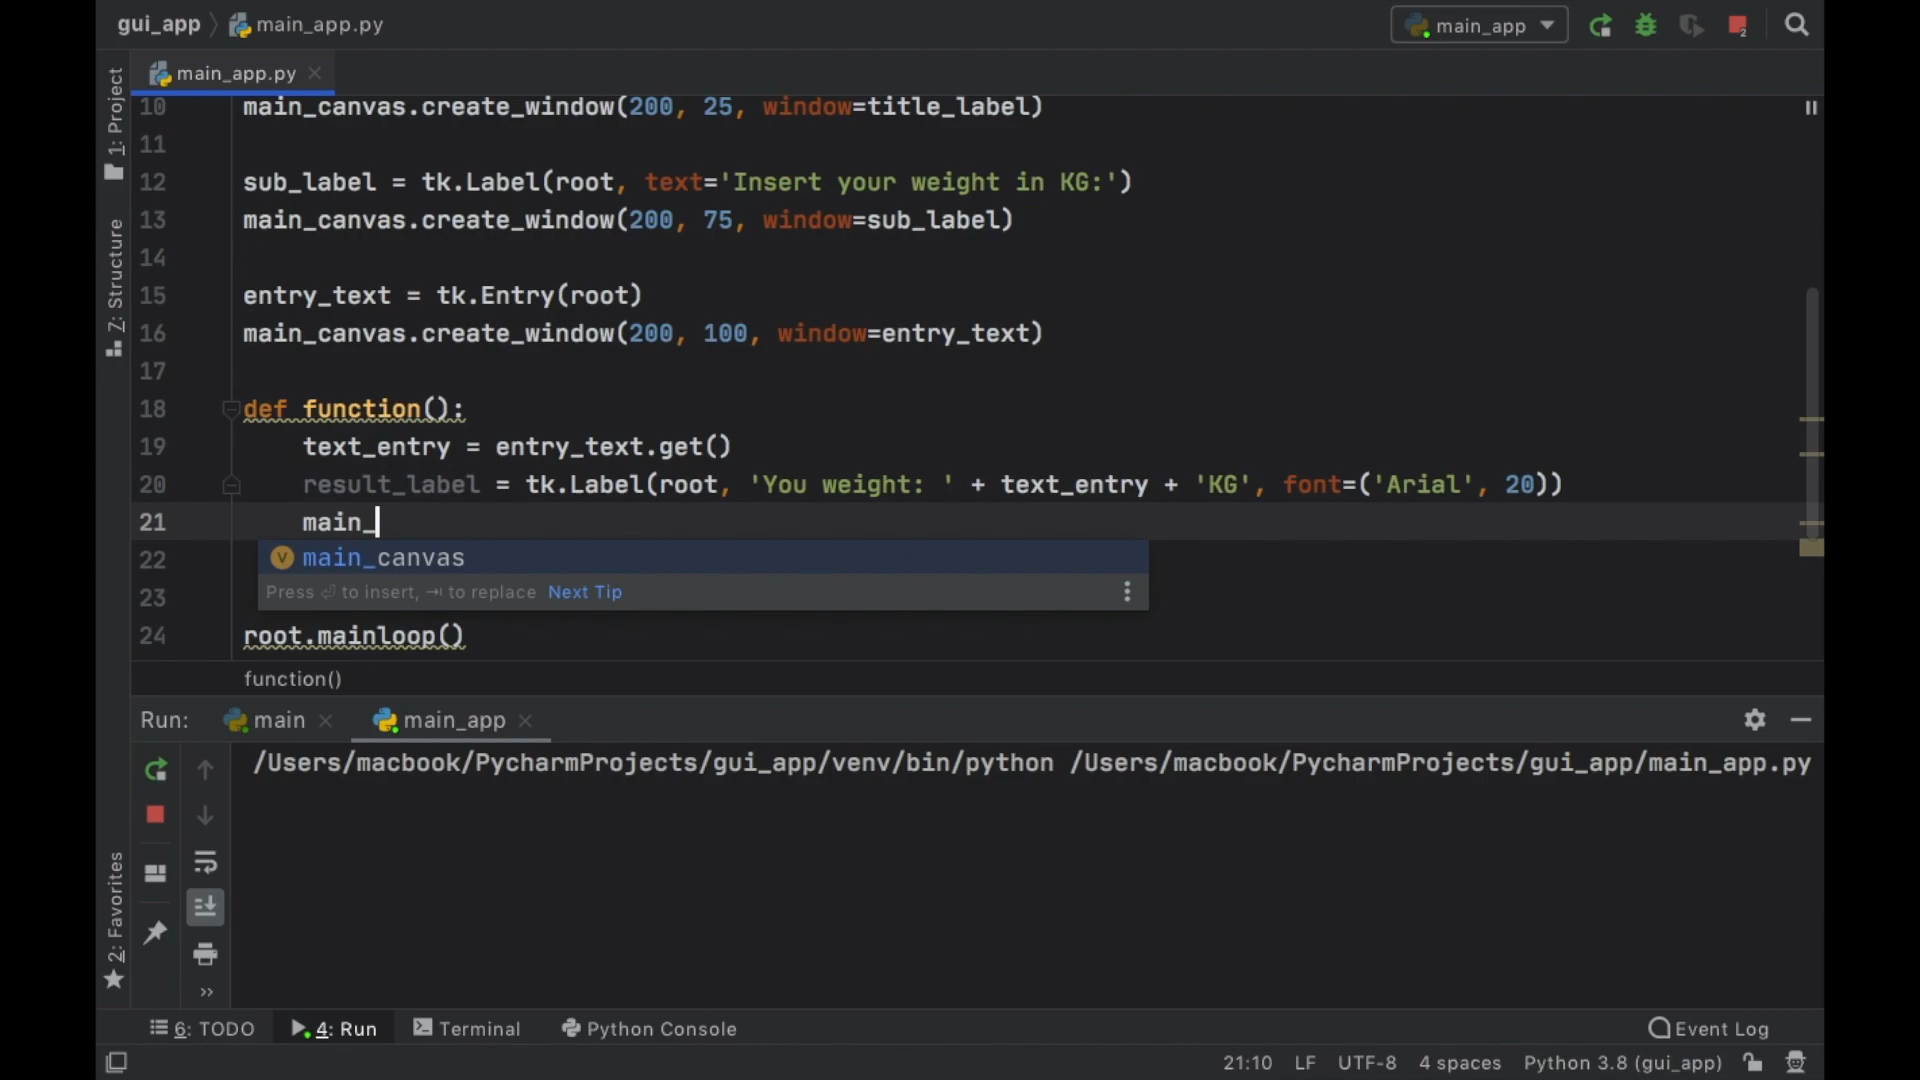 gui_app main_app.py
main_app
main_app.py
1: Project
10 main_canvas.create_window(200, 25, window=title_label)
11
12 sub_label = tk.Label(root, text='Insert your weight in KG:')
13 main_canvas.create_window(200, 75, window=sub_label)
Z: Structure
14
15 entry_text = tk.Entry(root)
16 main_canvas.create_window(200, 100, window=entry_text)
17
18 def function():
19 text_entry = entry_text.get()
20 result_label = tk.Label(root, 'You weight: ' + text_entry + 'KG', font=('Arial', 20))
21 main_
22 V main_canvas
23 Press ⏎ to insert, ⇥ to replace Next Tip
24 root.mainloop()
function()
Run: main main_app
/Users/macbook/PycharmProjects/gui_app/venv/bin/python /Users/macbook/PycharmProjects/gui_app/main_app.py
2: Favorites
6: TODO 4: Run Terminal Python Console Event Log
21:10 LF UTF-8 4 spaces Python 3.8 (gui_app)